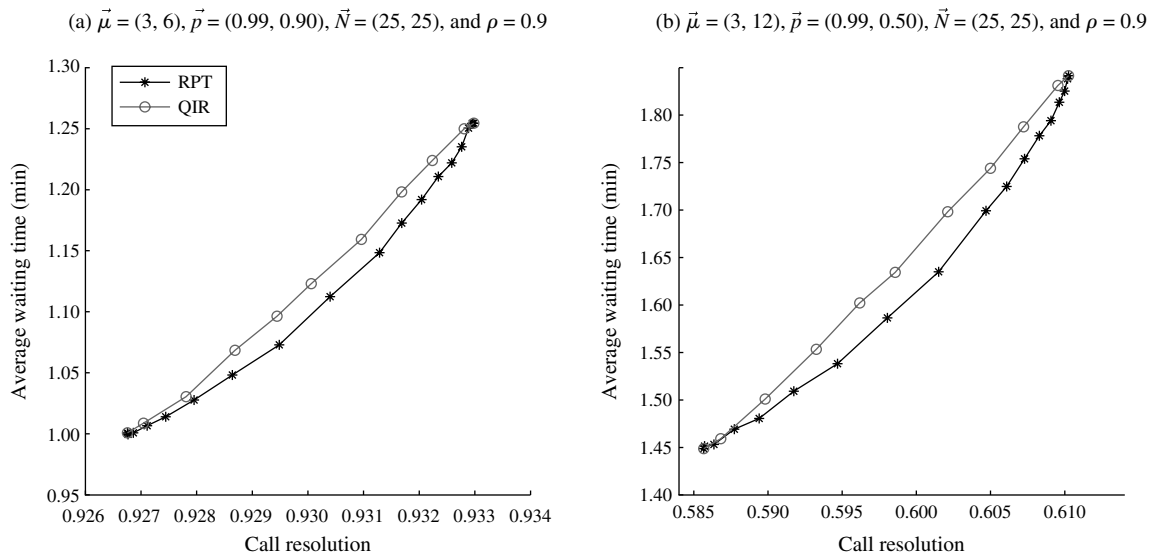 (a) μ⃗ = (3, 6), p⃗ = (0.99, 0.90), N⃗ = (25, 25), and ρ = 0.9
1.30
1.25
1.20
1.15
1.10
1.05
1.00
0.95
Average waiting time (min)
RPT
QIR
0.926 0.927 0.928 0.929 0.930 0.931 0.932 0.933 0.934
Call resolution
(b) μ⃗ = (3, 12), p⃗ = (0.99, 0.50), N⃗ = (25, 25), and ρ = 0.9
1.80
1.75
1.70
1.65
1.60
1.55
1.50
1.45
1.40
Average waiting time (min)
0.585 0.590 0.595 0.600 0.605 0.610
Call resolution